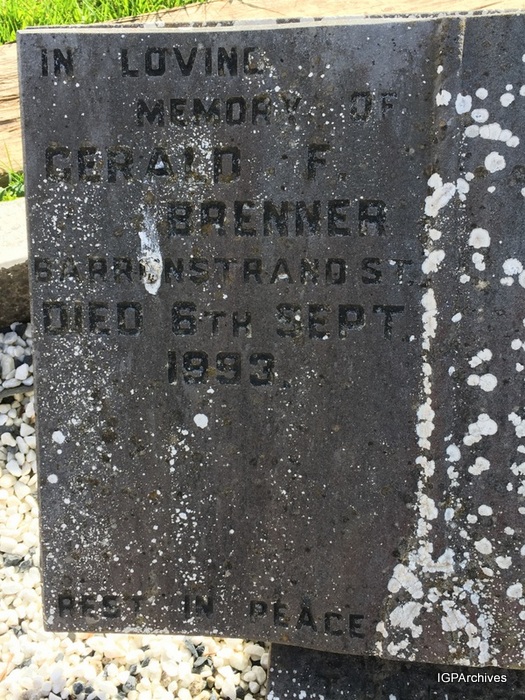 IN LOVING
MEMORY OF
GERALD F.
BRENNER
BARRONSTRAND ST.
DIED 6TH SEPT.
1993.
REST IN PEACE
IGPArchives